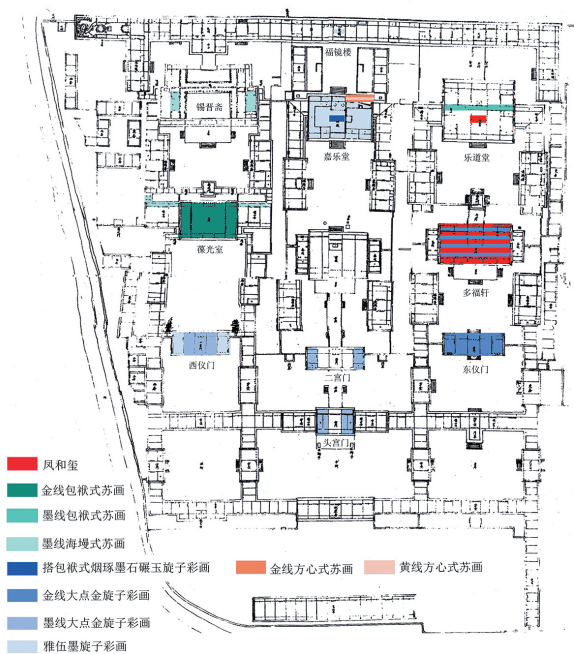 福镜楼
锡晋斋
嘉乐堂
乐道堂
葆光室
多福轩
西仪门
二宫门
东仪门
头宫门
凤和玺
金线包袱式苏画
墨线包袱式苏画
墨线海墁式苏画
搭包袱式烟琢墨石碾玉旋子彩画
金线方心式苏画
黄线方心式苏画
金线大点金旋子彩画
墨线大点金旋子彩画
雅伍墨旋子彩画